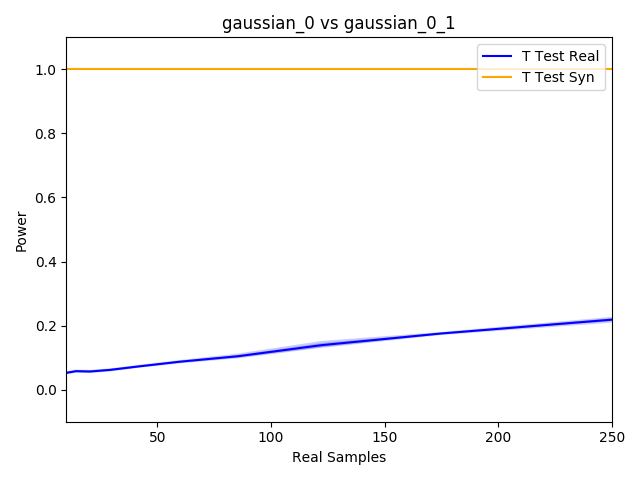 gaussian_0 vs gaussian_0_1
T Test Real
T Test Syn
Power
1.0
0.8
0.6
0.4
0.2
0.0
50 100 150 200 250
Real Samples